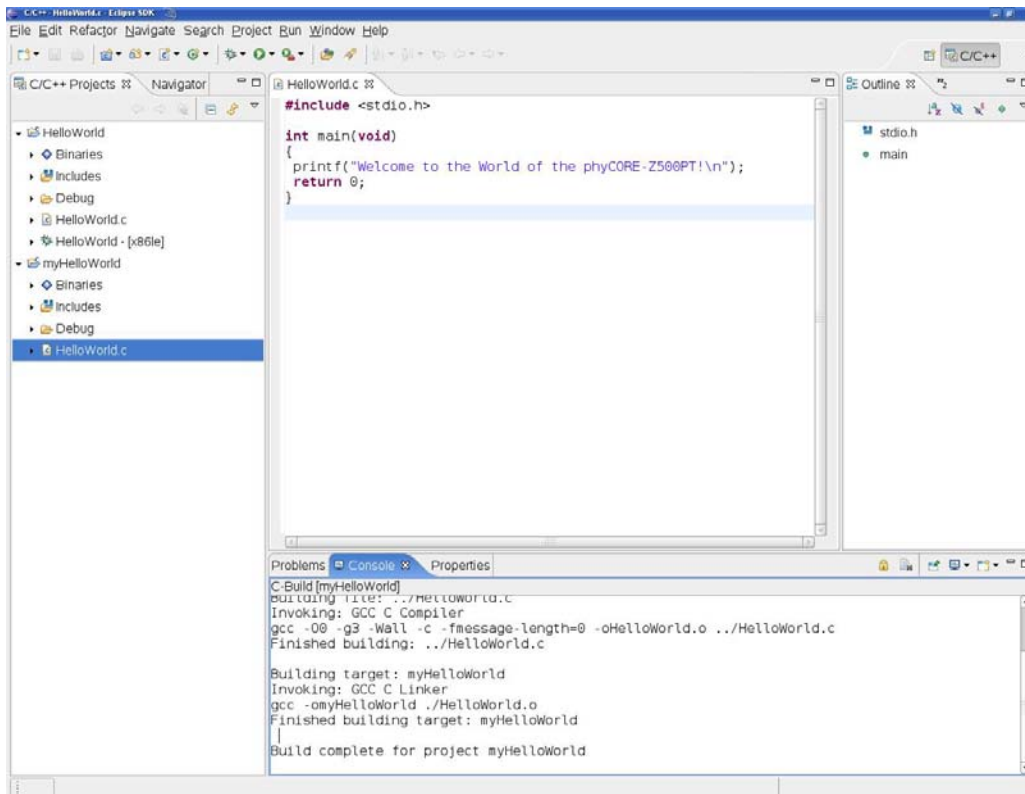 C/C++ - HelloWorld.c - Eclipse SDK
File Edit Refactor Navigate Search Project Run Window Help
C/C++
C/C++ Projects
Navigator
HelloWorld
Binaries
Includes
Debug
HelloWorld.c
HelloWorld - [x86le]
myHelloWorld
Binaries
Includes
Debug
HelloWorld.c
HelloWorld.c
#include <stdio.h>
int main(void)
{
printf("Welcome to the World of the phyCORE-Z500PT!\n");
return 0;
}
Outline
"2
stdio.h
main
Problems Console Properties
C-Build [myHelloWorld]
Building file: ../HelloWorld.c
Invoking: GCC C Compiler
gcc -O0 -g3 -Wall -c -fmessage-length=0 -oHelloWorld.o ../HelloWorld.c
Finished building: ../HelloWorld.c
Building target: myHelloWorld
Invoking: GCC C Linker
gcc -omyHelloWorld ./HelloWorld.o
Finished building target: myHelloWorld
Build complete for project myHelloWorld